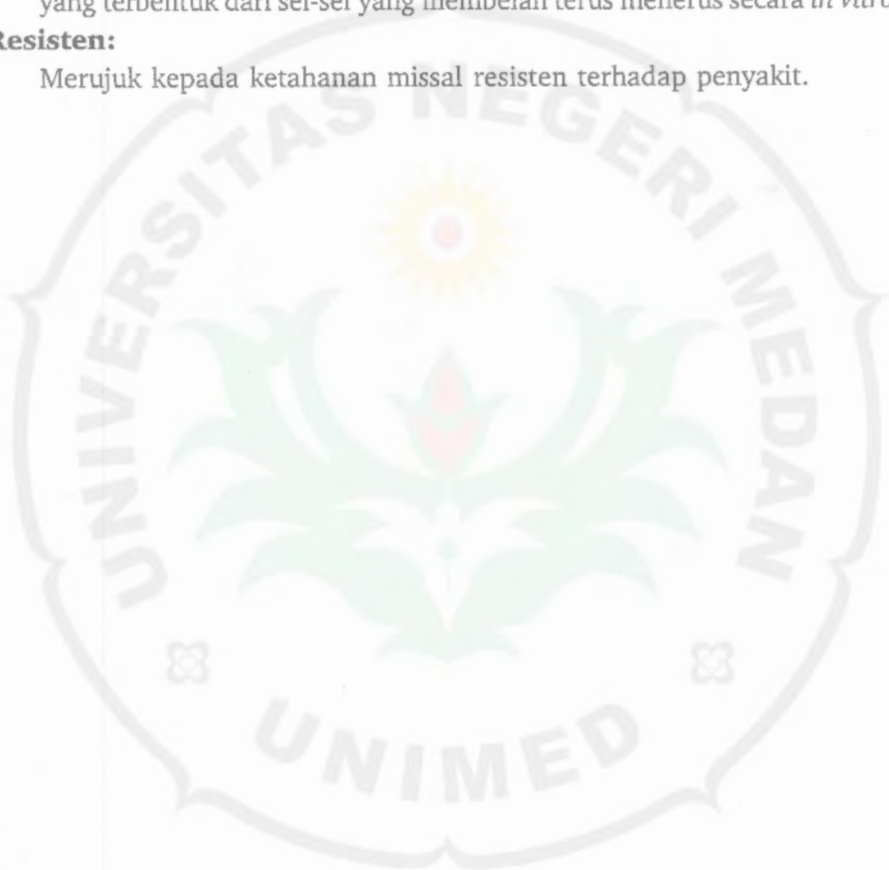 yang terbentuk dari sel-sel yang membelah terus menerus secara in vitro
Resisten:
Merujuk kepada ketahanan missal resisten terhadap penyakit.
UNIVERSITAS NEGERI MEDAN
UNIMED